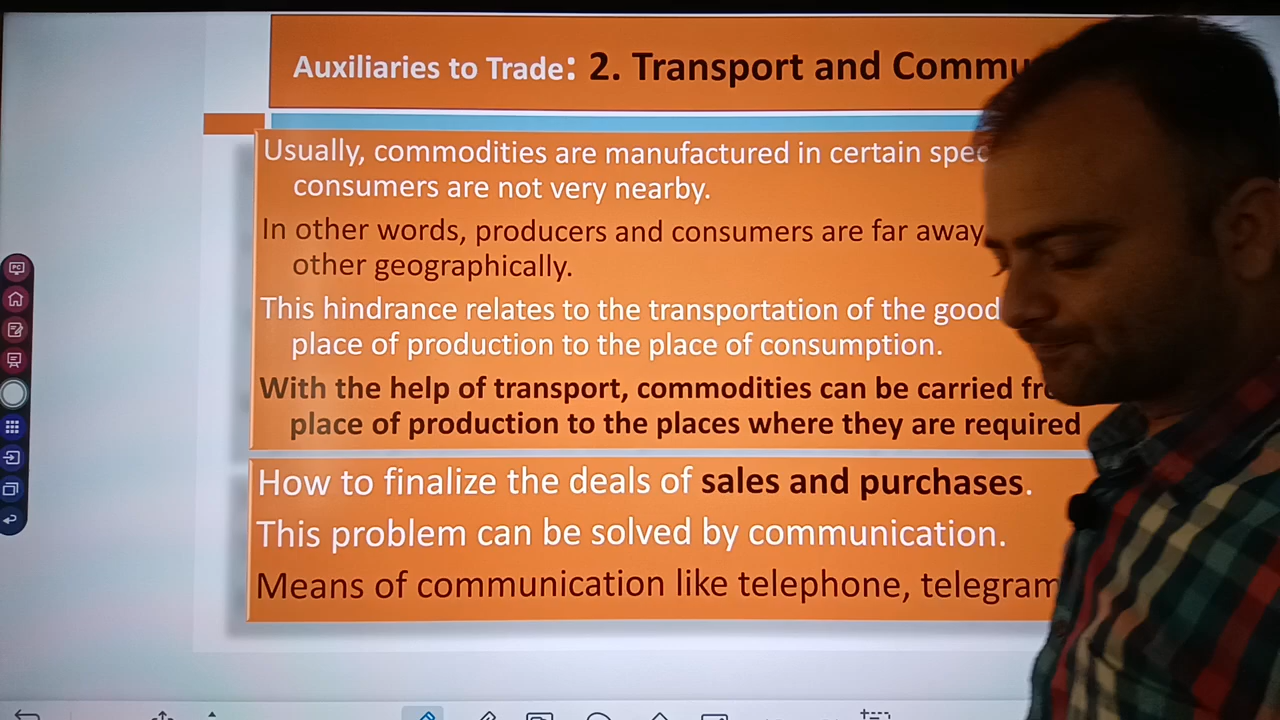 Auxiliaries to Trade: 2. Transport and Commu
Usually, commodities are manufactured in certain spec
consumers are not very nearby.
In other words, producers and consumers are far away
other geographically.
This hindrance relates to the transportation of the good
place of production to the place of consumption.
With the help of transport, commodities can be carried fr
place of production to the places where they are required
How to finalize the deals of sales and purchases.
This problem can be solved by communication.
Means of communication like telephone, telegram